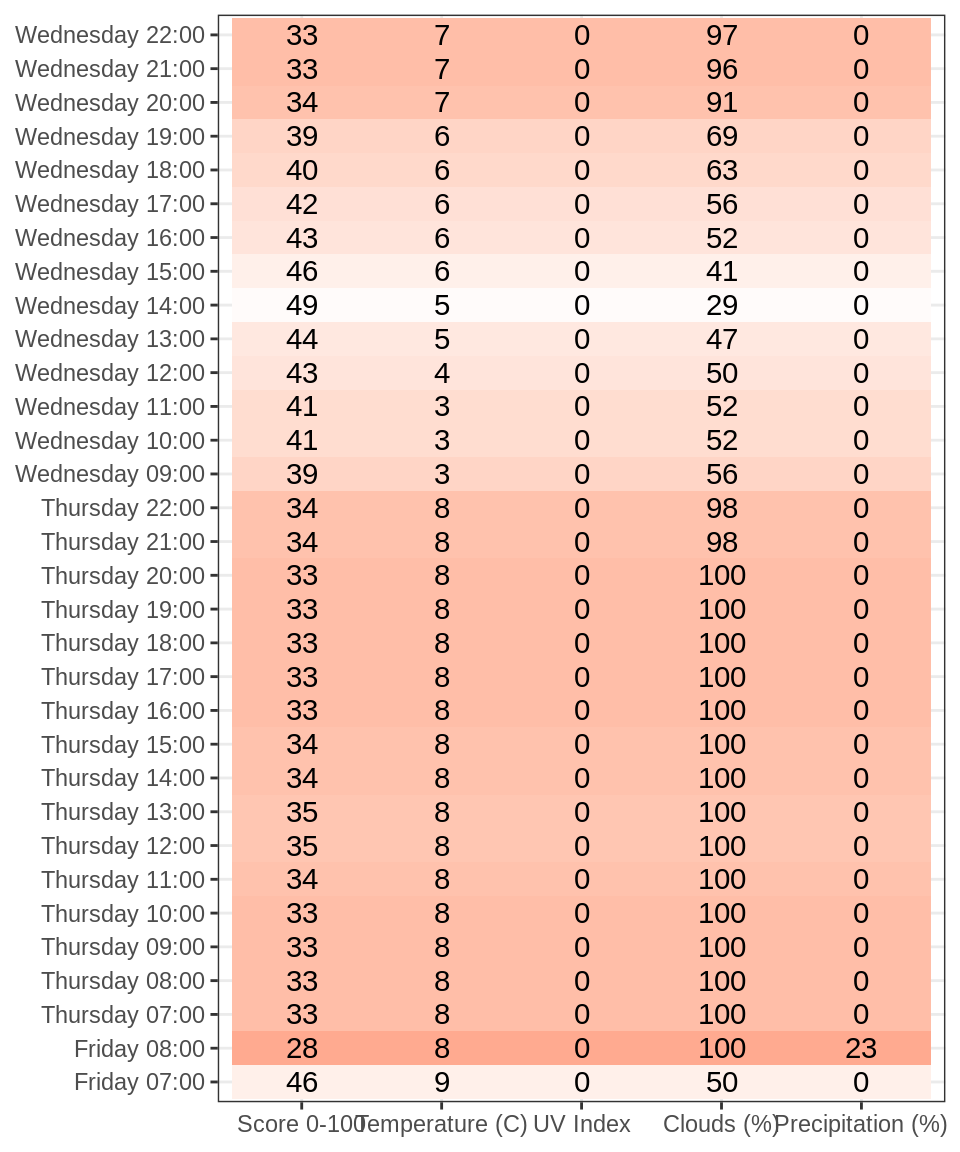 Wednesday 22:00 33 7 0 97 0
Wednesday 21:00 33 7 0 96 0
Wednesday 20:00 34 7 0 91 0
Wednesday 19:00 39 6 0 69 0
Wednesday 18:00 40 6 0 63 0
Wednesday 17:00 42 6 0 56 0
Wednesday 16:00 43 6 0 52 0
Wednesday 15:00 46 6 0 41 0
Wednesday 14:00 49 5 0 29 0
Wednesday 13:00 44 5 0 47 0
Wednesday 12:00 43 4 0 50 0
Wednesday 11:00 41 3 0 52 0
Wednesday 10:00 41 3 0 52 0
Wednesday 09:00 39 3 0 56 0
Thursday 22:00 34 8 0 98 0
Thursday 21:00 34 8 0 98 0
Thursday 20:00 33 8 0 100 0
Thursday 19:00 33 8 0 100 0
Thursday 18:00 33 8 0 100 0
Thursday 17:00 33 8 0 100 0
Thursday 16:00 33 8 0 100 0
Thursday 15:00 34 8 0 100 0
Thursday 14:00 34 8 0 100 0
Thursday 13:00 35 8 0 100 0
Thursday 12:00 35 8 0 100 0
Thursday 11:00 34 8 0 100 0
Thursday 10:00 33 8 0 100 0
Thursday 09:00 33 8 0 100 0
Thursday 08:00 33 8 0 100 0
Thursday 07:00 33 8 0 100 0
Friday 08:00 28 8 0 100 23
Friday 07:00 46 9 0 50 0
Score 0-100 Temperature (C) UV Index Clouds (%) Precipitation (%)